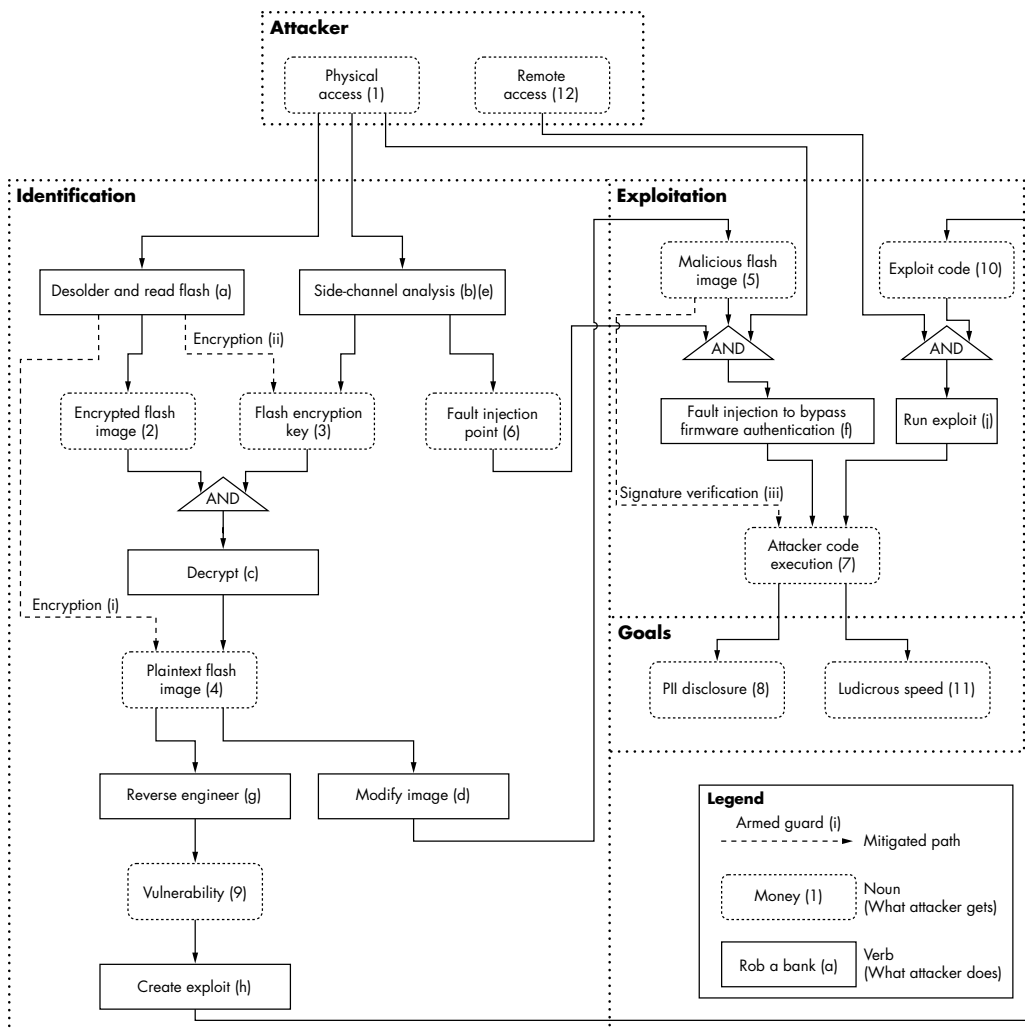 Attacker
Physical
access (1)
Remote
access (12)
Identification
Exploitation
Desolder and read flash (a)
Side-channel analysis (b)(e)
Malicious flash
image (5)
Exploit code (10)
Encryption (ii)
AND
AND
Encrypted flash
image (2)
Flash encryption
key (3)
Fault injection
point (6)
Fault injection to bypass
firmware authentication (f)
Run exploit (j)
AND
Signature verification (iii)
Decrypt (c)
Attacker code
execution (7)
Encryption (i)
Goals
Plaintext flash
image (4)
PII disclosure (8)
Ludicrous speed (11)
Reverse engineer (g)
Modify image (d)
Legend
Armed guard (i)
Mitigated path
Vulnerability (9)
Money (1)
Noun
(What attacker gets)
Create exploit (h)
Rob a bank (a)
Verb
(What attacker does)